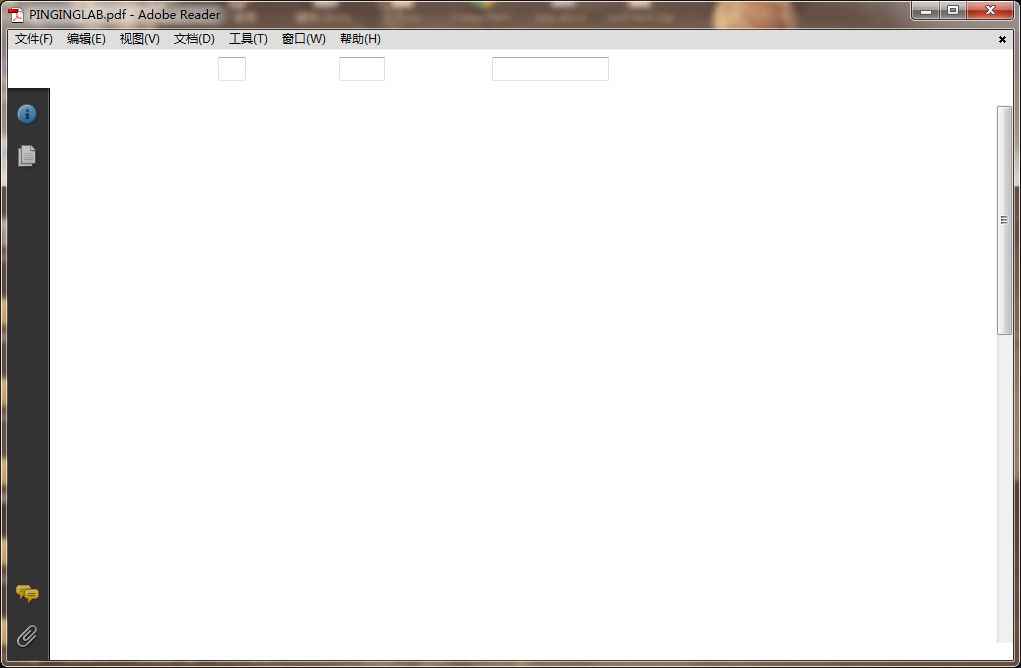 PINGINGLAB.pdf - Adobe Reader
文件(F) 编辑(E) 视图(V) 文档(D) 工具(T) 窗口(W) 帮助(H)